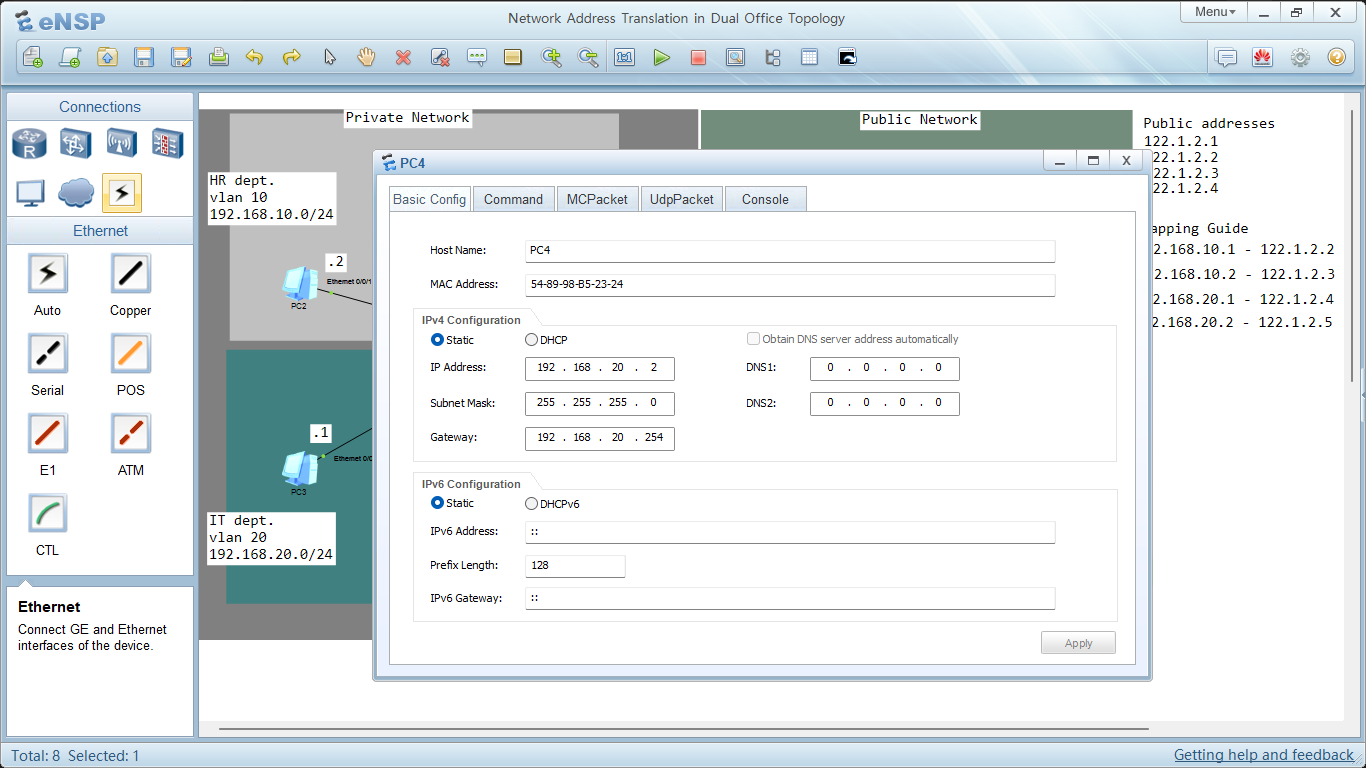 eNSP
Network Address Translation in Dual Office Topology
Menu
Connections
R
Ethernet
Auto
Copper
Serial
POS
E1
ATM
CTL
Ethernet
Connect GE and Ethernet
interfaces of the device.
Private Network
HR dept.
vlan 10
192.168.10.0/24
.2
Ethernet 0/0/1
PC2
.1
Ethernet 0/0
PC3
IT dept.
vlan 20
192.168.20.0/24
Public Network
Public addresses
122.1.2.1
22.1.2.2
22.1.2.3
22.1.2.4
apping Guide
2.168.10.1 - 122.1.2.2
2.168.10.2 - 122.1.2.3
2.168.20.1 - 122.1.2.4
2.168.20.2 - 122.1.2.5
PC4
Basic Config
Command
MCPacket
UdpPacket
Console
Host Name:
PC4
MAC Address:
54-89-98-B5-23-24
IPv4 Configuration
Static
DHCP
Obtain DNS server address automatically
IP Address:
192 . 168 . 20 . 2
DNS1:
0 . 0 . 0 . 0
Subnet Mask:
255 . 255 . 255 . 0
DNS2:
0 . 0 . 0 . 0
Gateway:
192 . 168 . 20 . 254
IPv6 Configuration
Static
DHCPv6
IPv6 Address:
::
Prefix Length:
128
IPv6 Gateway:
::
Apply
Total: 8 Selected: 1
Getting help and feedback